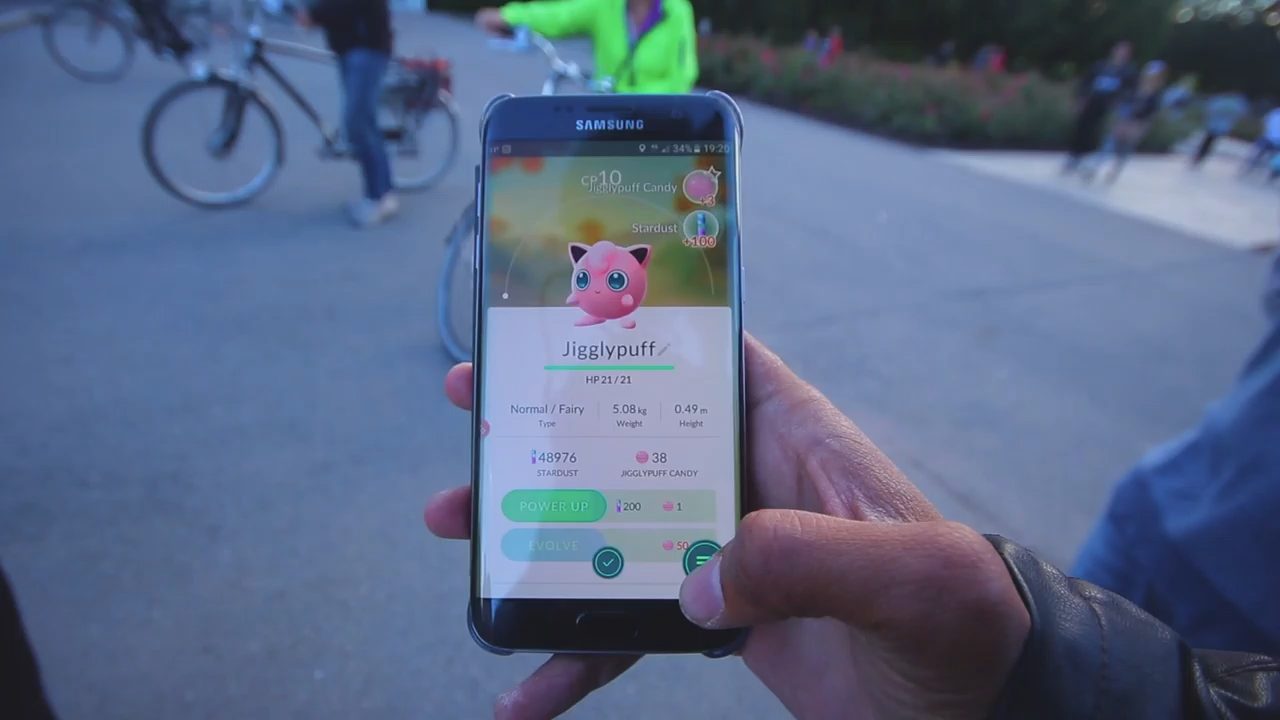 SAMSUNG
34% 19:20
CP10
Jigglypuff Candy
+3
Stardust
+100
Jigglypuff
HP 21 / 21
Normal / Fairy 5.08 kg 0.49 m
Type Weight Height
48976 38
STARDUST JIGGLYPUFF CANDY
POWER UP 200 1
EVOLVE 50